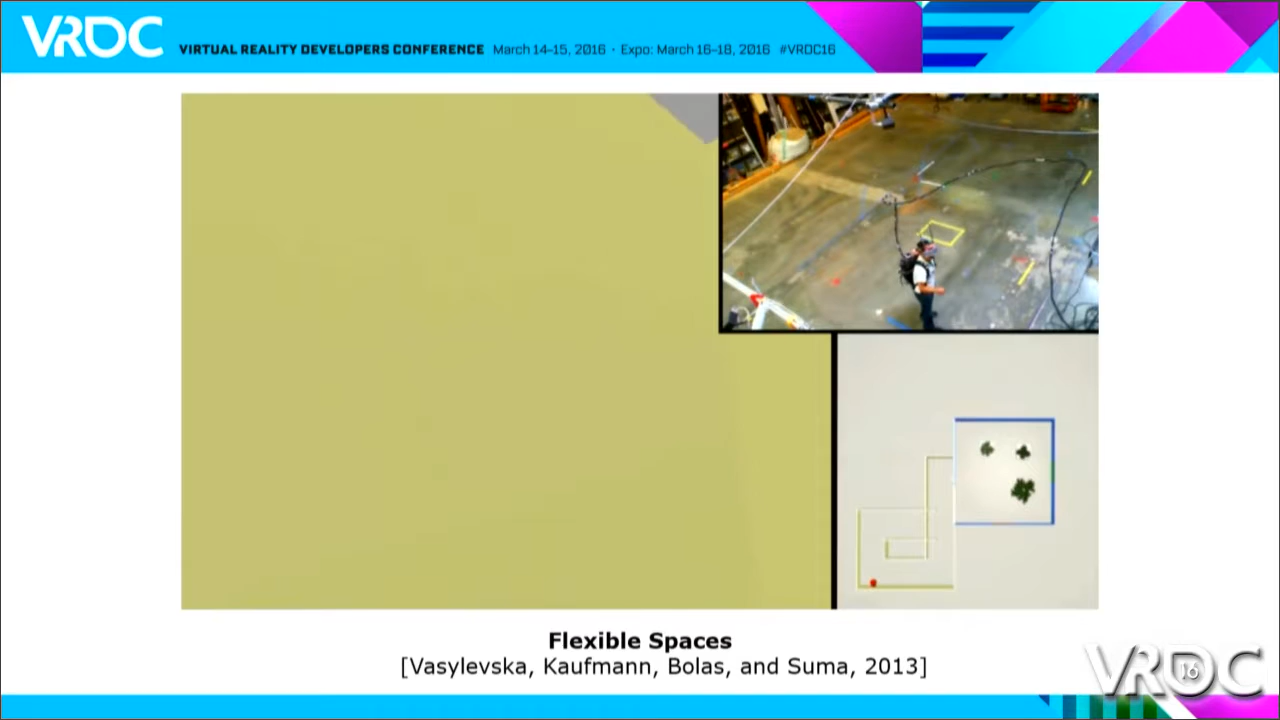 VRDC
VIRTUAL REALITY DEVELOPERS CONFERENCE March 14-15, 2016 · Expo: March 16-18, 2016 #VRDC16
Flexible Spaces
[Vasylevska, Kaufmann, Bolas, and Suma, 2013]
VRDC
16